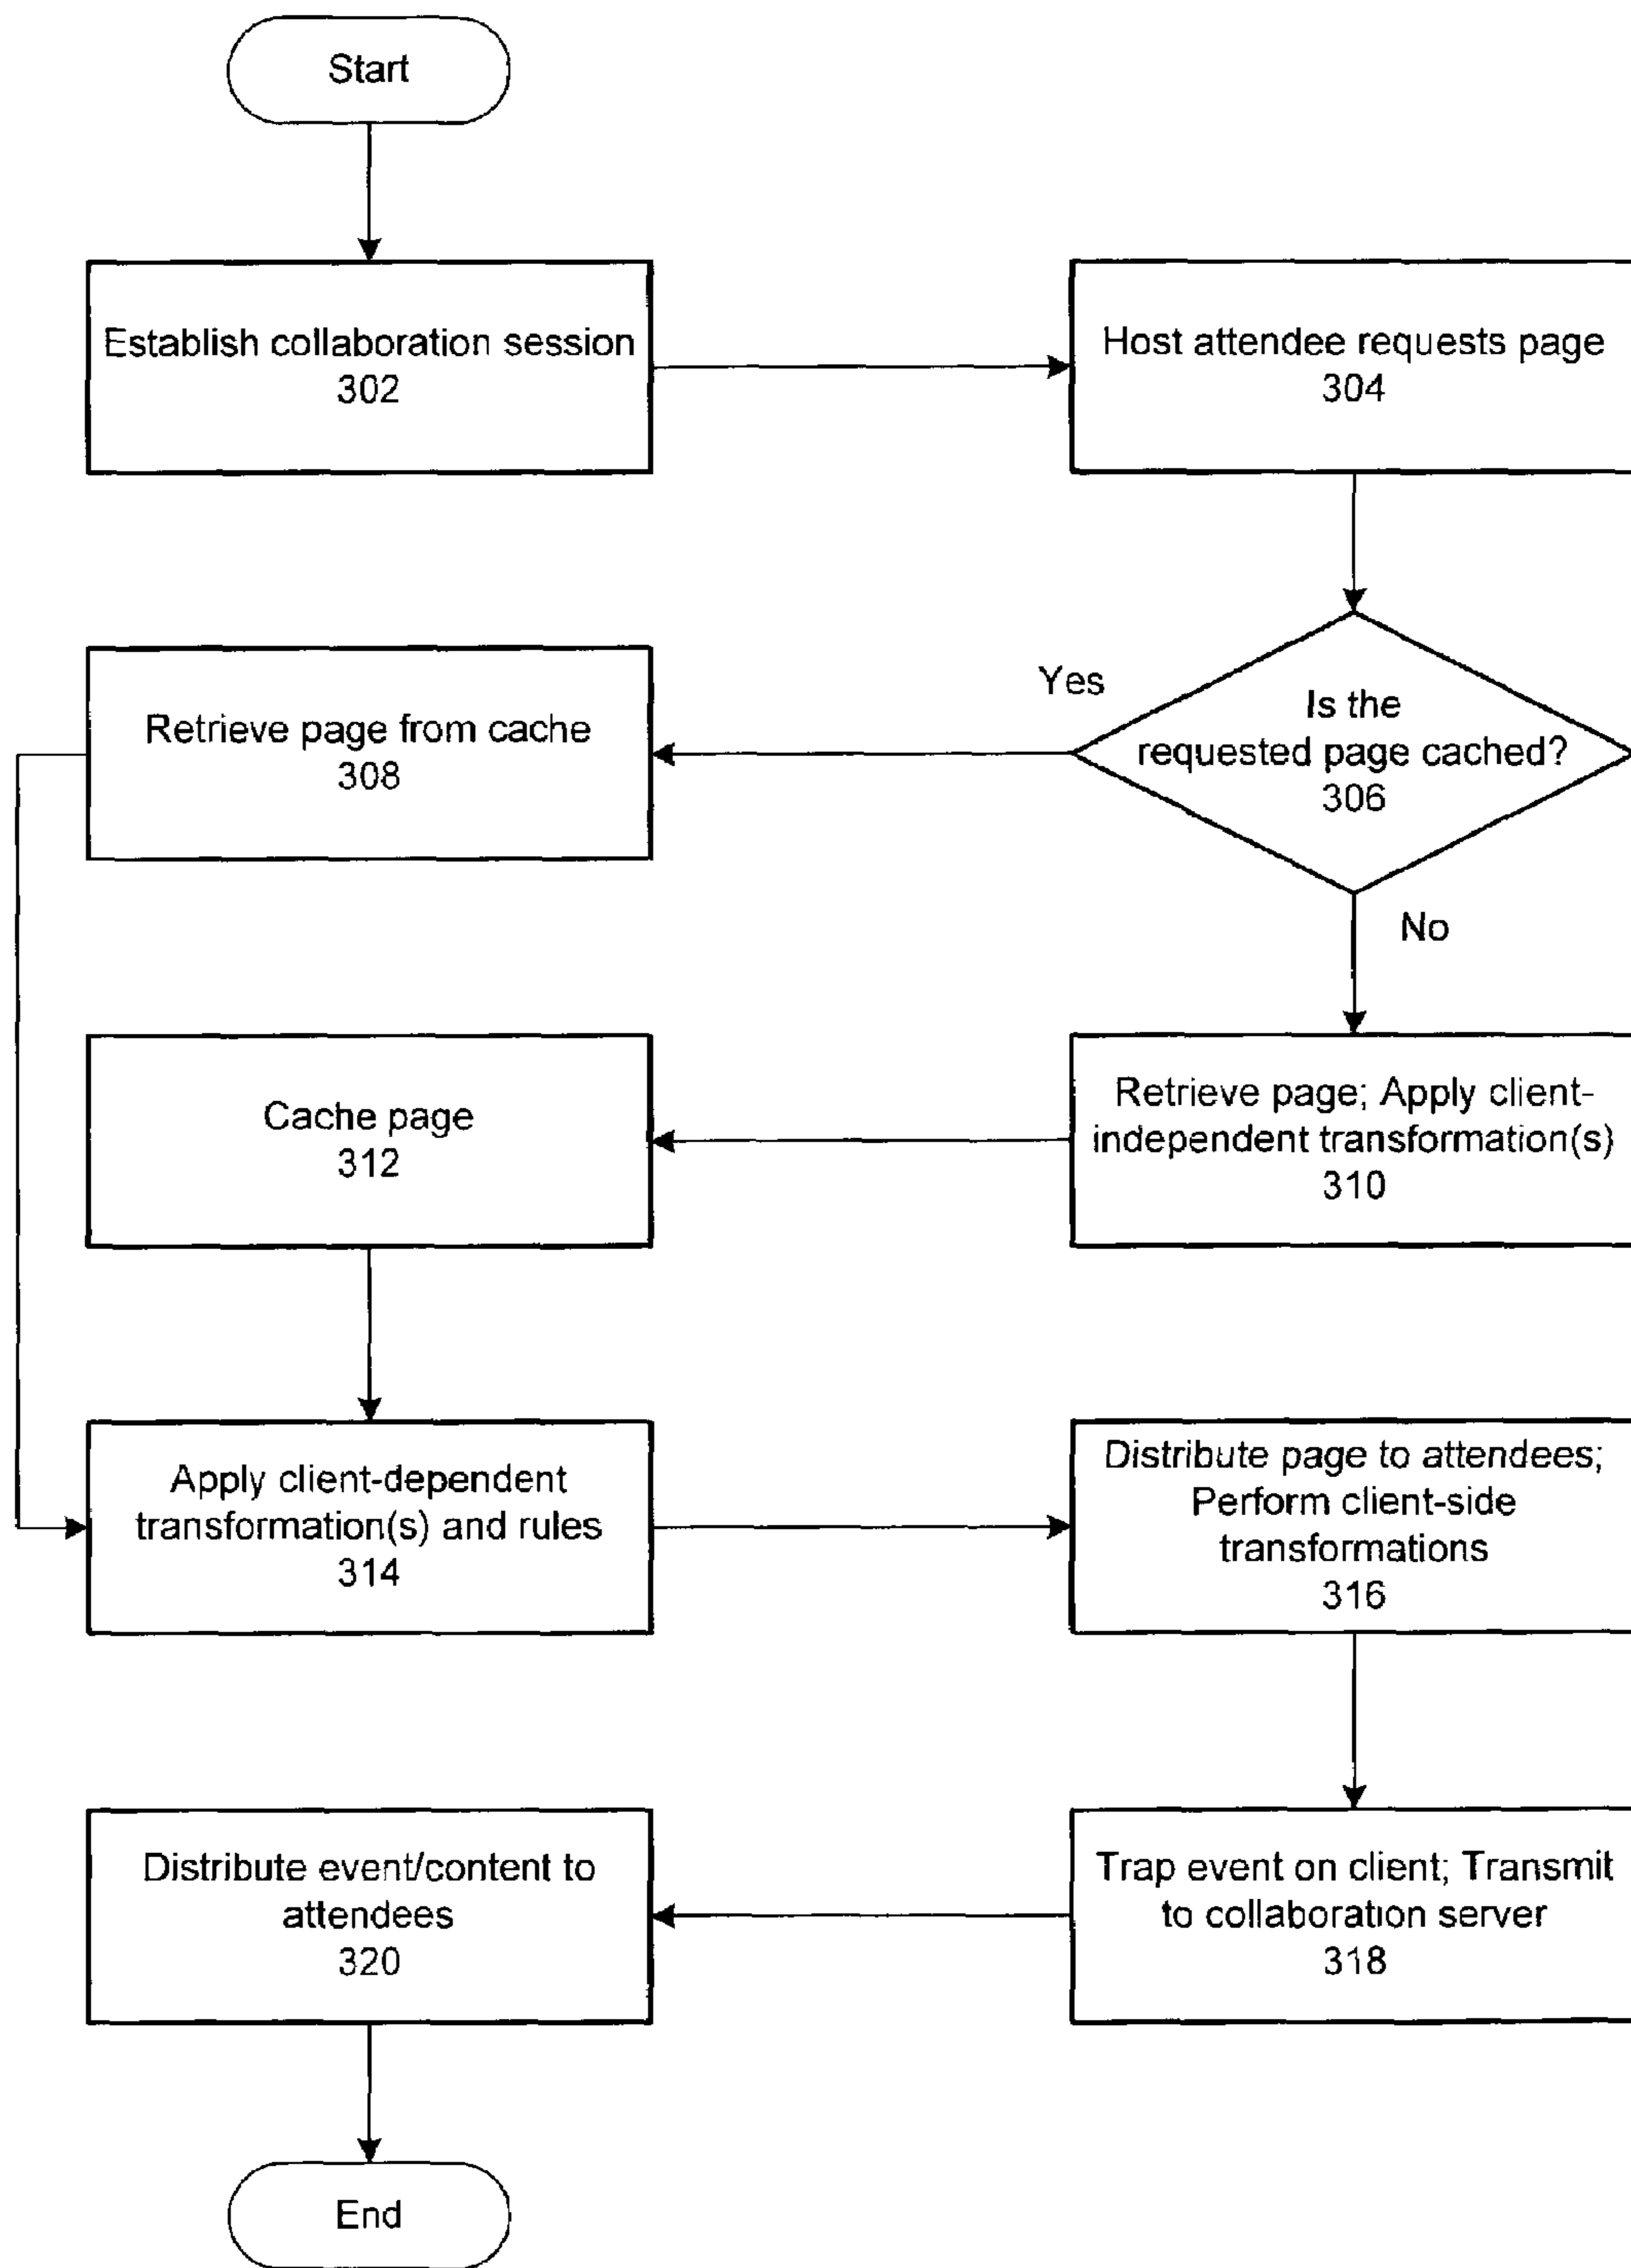 Start
Establish collaboration session
302
Host attendee requests page
304
Yes
Is the
requested page cached?
306
Retrieve page from cache
308
No
Retrieve page; Apply client-
independent transformation(s)
310
Cache page
312
Apply client-dependent
transformation(s) and rules
314
Distribute page to attendees;
Perform client-side
transformations
316
Trap event on client; Transmit
to collaboration server
318
Distribute event/content to
attendees
320
End